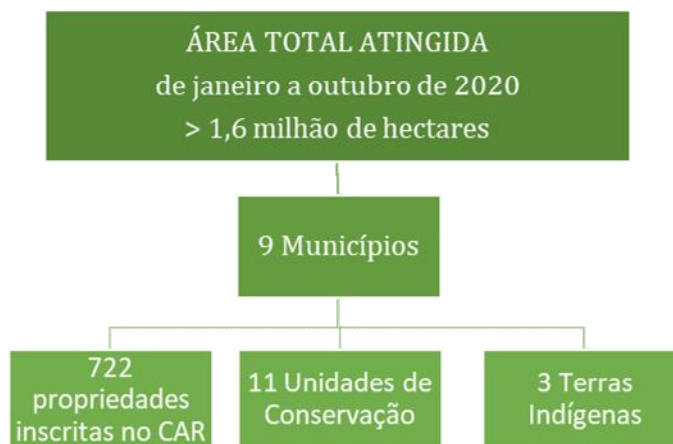 ÁREA TOTAL ATINGIDA
de janeiro a outubro de 2020
> 1,6 milhão de hectares
9 Municípios
722
propriedades
inscritas no CAR
11 Unidades de
Conservação
3 Terras
Indígenas